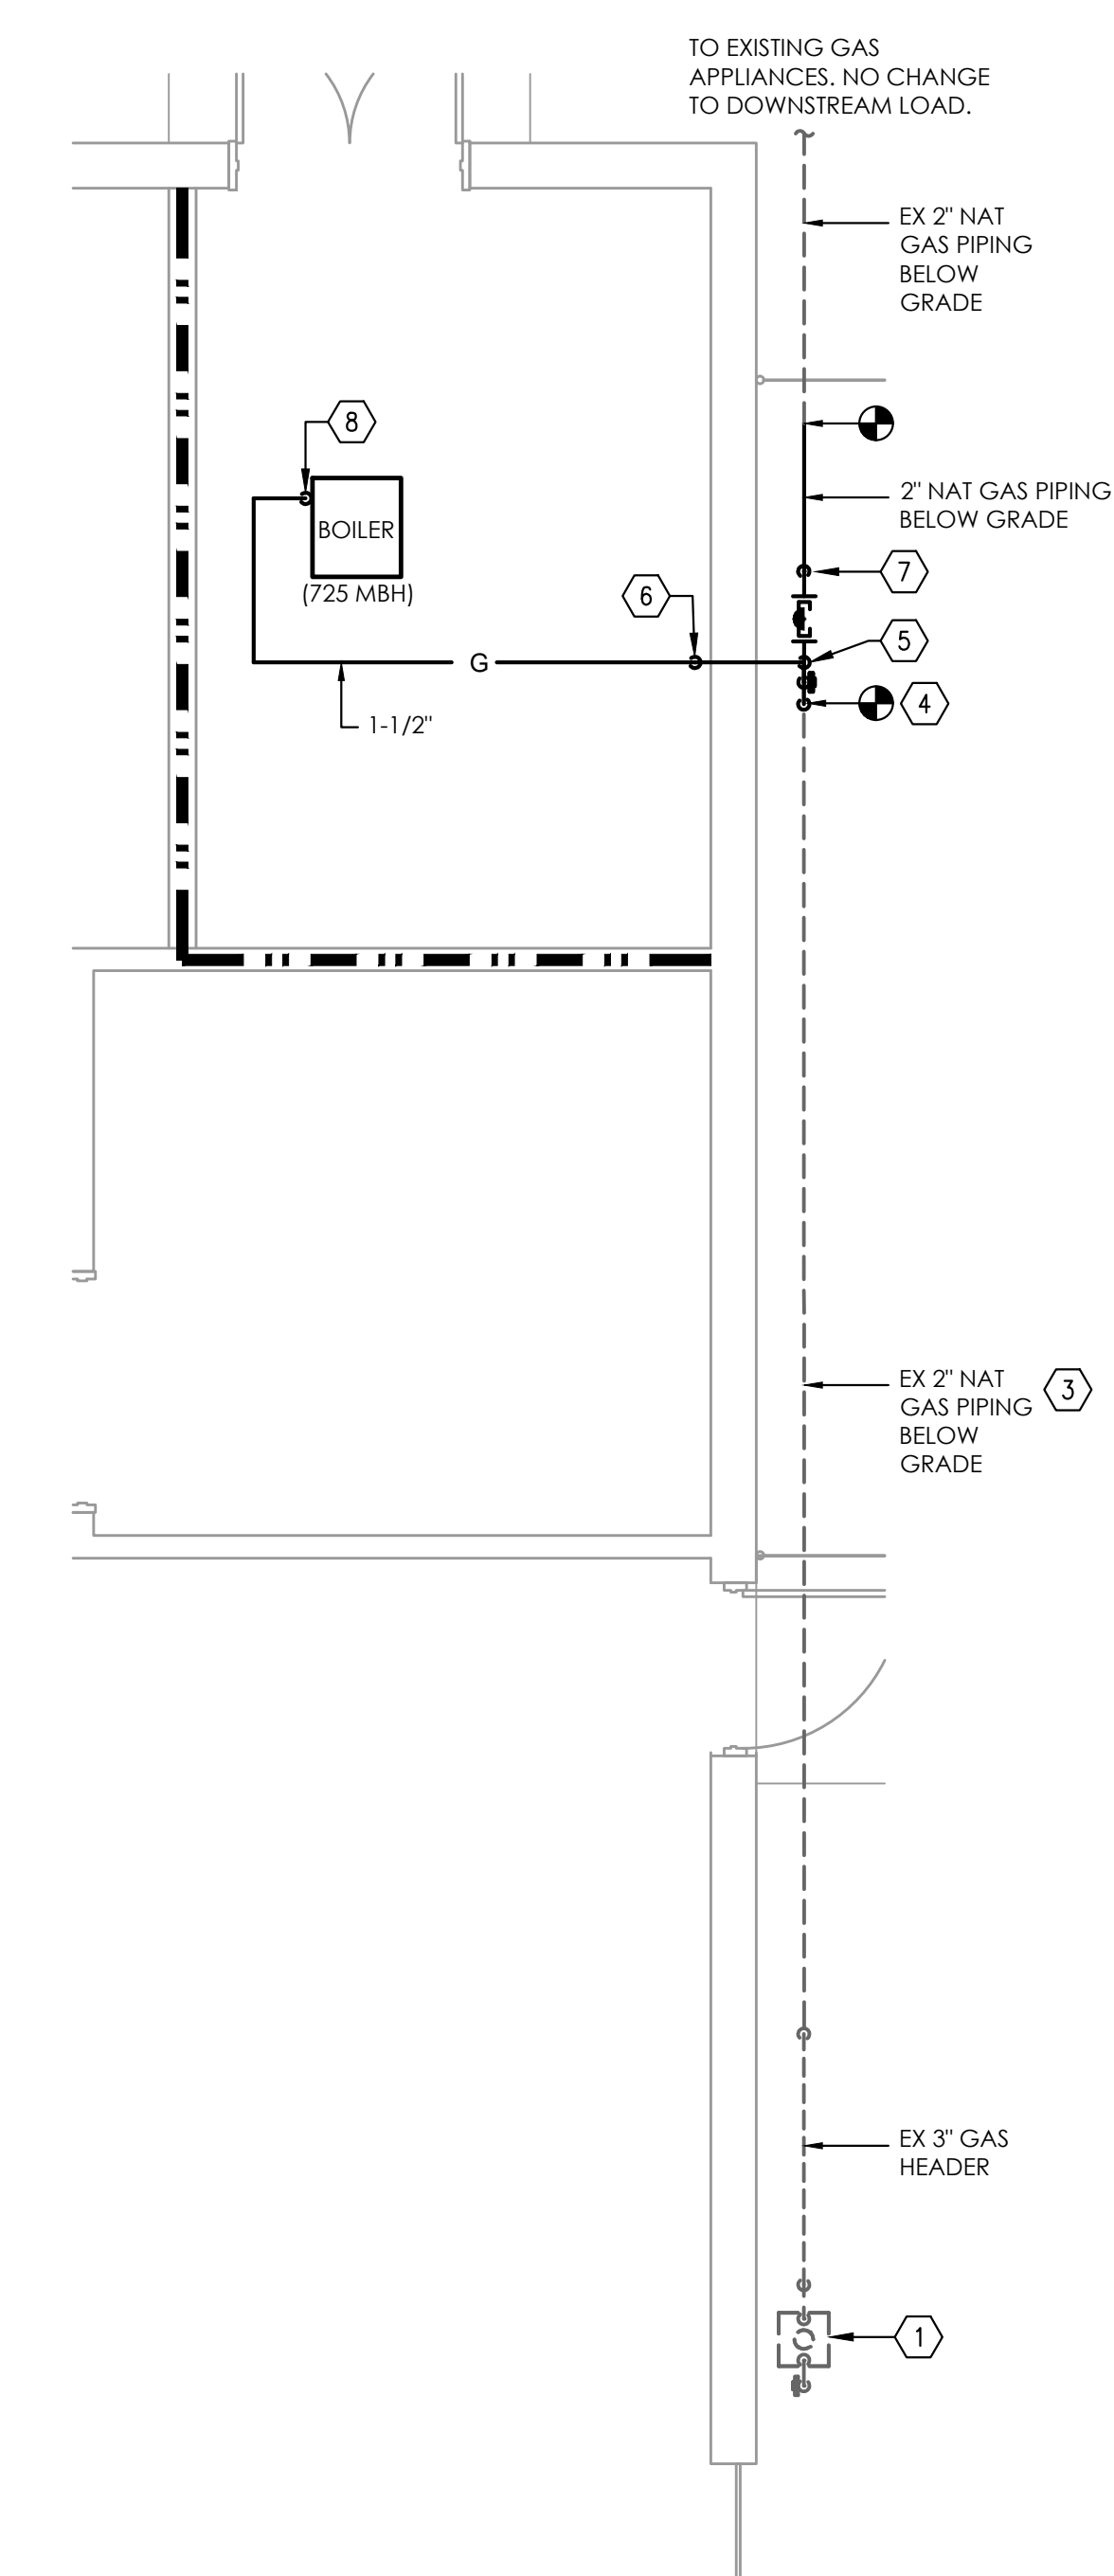 TO EXISTING GAS
APPLIANCES. NO CHANGE
TO DOWNSTREAM LOAD.
EX 2" NAT
GAS PIPING
BELOW
GRADE
8
2" NAT GAS PIPING
BELOW GRADE
BOILER
(725 MBH)
7
6
5
G
4
1-1/2"
EX 2" NAT
GAS PIPING
BELOW
GRADE
3
EX 3" GAS
HEADER
1